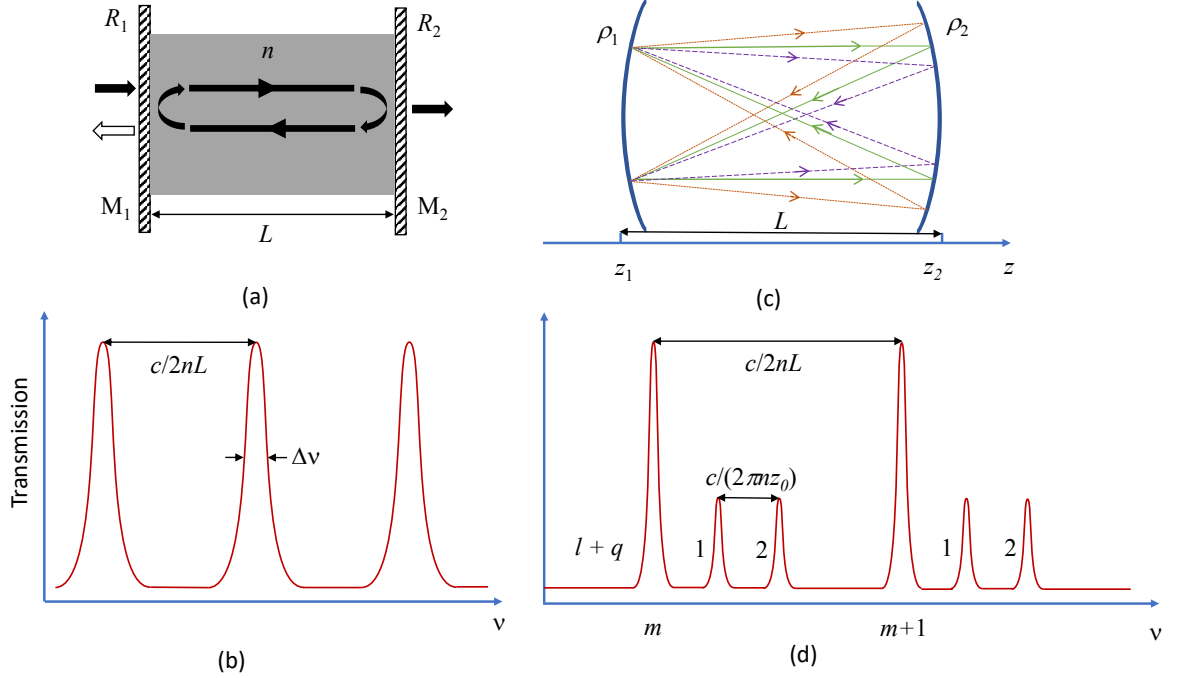 R₁
R₂
n
M₁
M₂
L
(a)
ρ₁
ρ₂
L
z₁
z₂
z
(c)
Transmission
c/2nL
Δν
ν
(b)
c/2nL
c/(2πnz₀)
l + q
1
2
1
2
m
m+1
ν
(d)